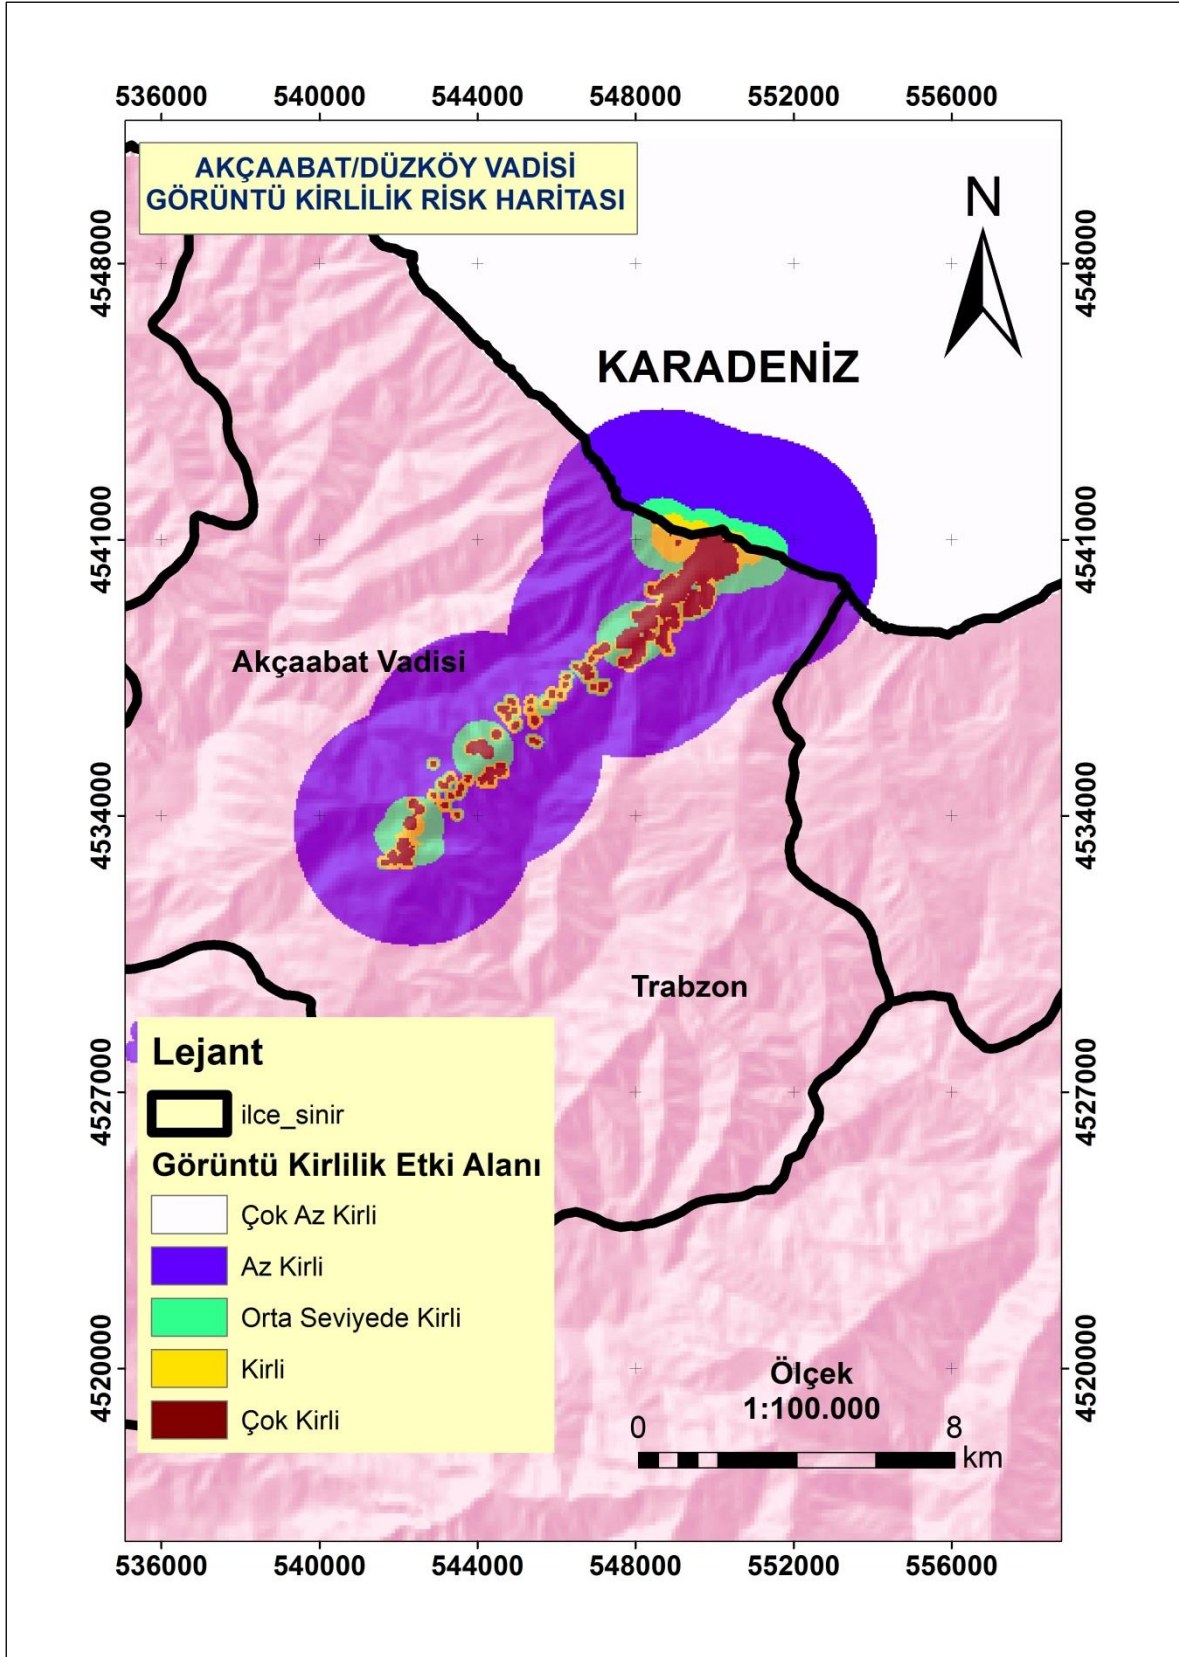 536000 540000 544000 548000 552000 556000
AKÇAABAT/DÜZKÖY VADİSİ
GÖRÜNTÜ KİRLİLİK RİSK HARİTASI
N
4548000 4548000
KARADENİZ
4541000 4541000
Akçaabat Vadisi
4534000 4534000
Trabzon
Lejant
4527000 4527000
ilce_sinir
Görüntü Kirlilik Etki Alanı
Çok Az Kirli
Az Kirli
Orta Seviyede Kirli
4520000 4520000
Kirli
Çok Kirli
Ölçek
1:100.000
0 8
km
536000 540000 544000 548000 552000 556000